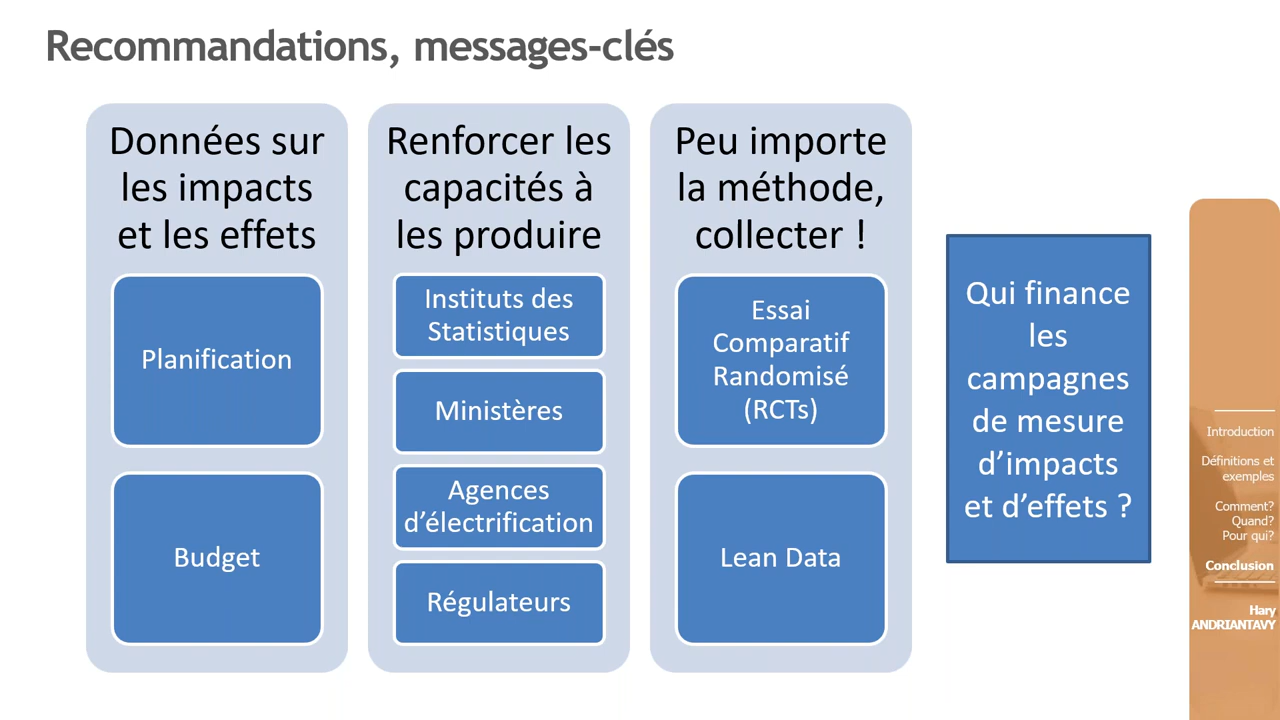 Recommandations, messages-clés
Données sur
les impacts
et les effets
Planification
Budget
Renforcer les
capacités à
les produire
Instituts des
Statistiques
Ministères
Agences
d’électrification
Régulateurs
Peu importe
la méthode,
collecter !
Essai
Comparatif
Randomisé
(RCTs)
Lean Data
Qui finance
les
campagnes
de mesure
d’impacts
et d’effets ?
Introduction
Définitions et
exemples
Comment?
Quand?
Pour qui?
Conclusion
Hary
ANDRIANTAVY